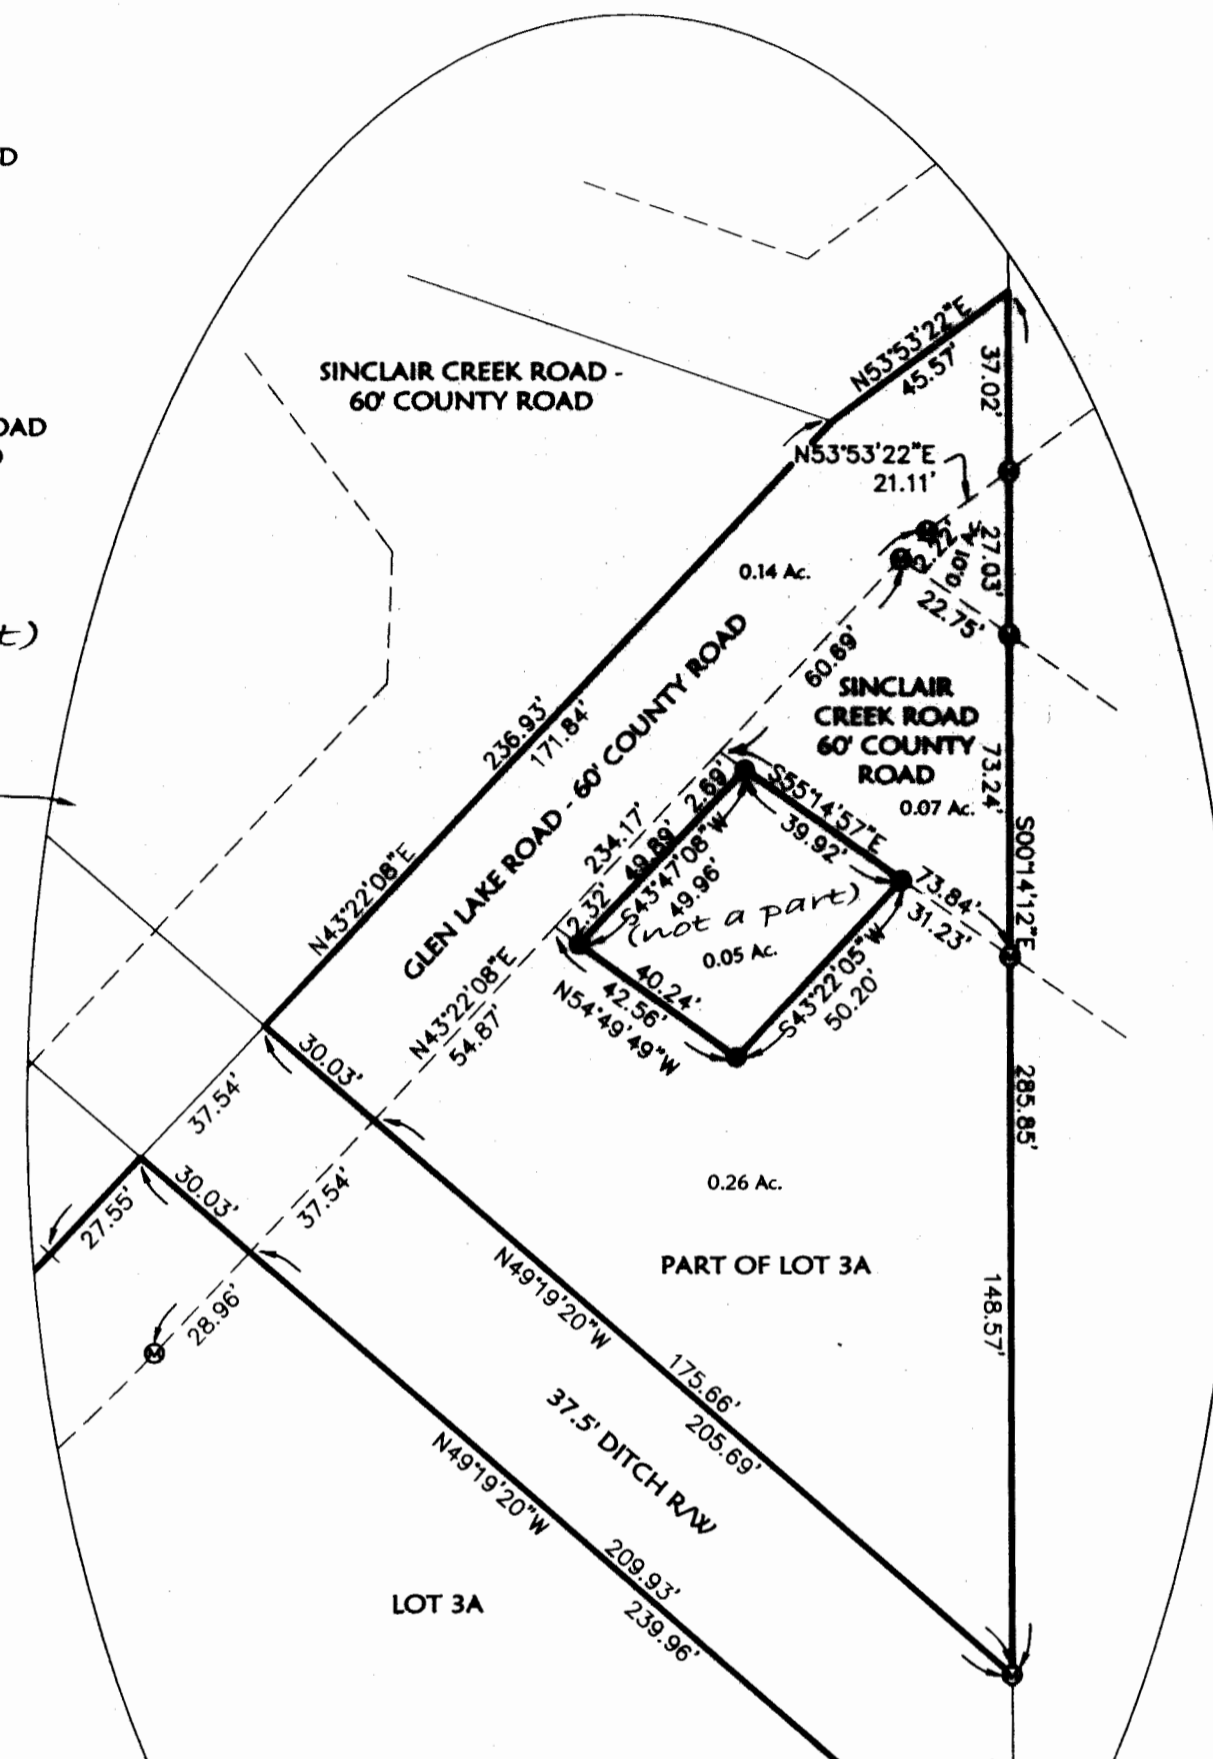 D
OAD
t)
SINCLAIR CREEK ROAD -
60' COUNTY ROAD
N53°53'22"E
45.57'
37.02'
N53°53'22"E
21.11'
27.03'
0.01 Ac.
22.75'
0.14 Ac.
60.69'
236.93'
171.84'
N43°22'08"E
GLEN LAKE ROAD - 60' COUNTY ROAD
SINCLAIR
CREEK ROAD
60' COUNTY
ROAD
0.07 Ac.
73.24'
S00°14'12"E
285.85'
148.57'
S55°14'57"E
39.92'
2.69'
234.17'
49.89'
S43°47'08"W
49.96'
2.32'
(not a part)
0.05 Ac.
73.84'
31.23'
40.24'
42.56'
N54°49'49"W
S43°22'05"W
50.20'
N43°22'08"E
54.87'
30.03'
37.54'
30.03'
37.54'
27.55'
28.96'
0.26 Ac.
PART OF LOT 3A
N49°19'20"W
175.66'
205.69'
37.5' DITCH R/W
N49°19'20"W
209.93'
239.96'
LOT 3A